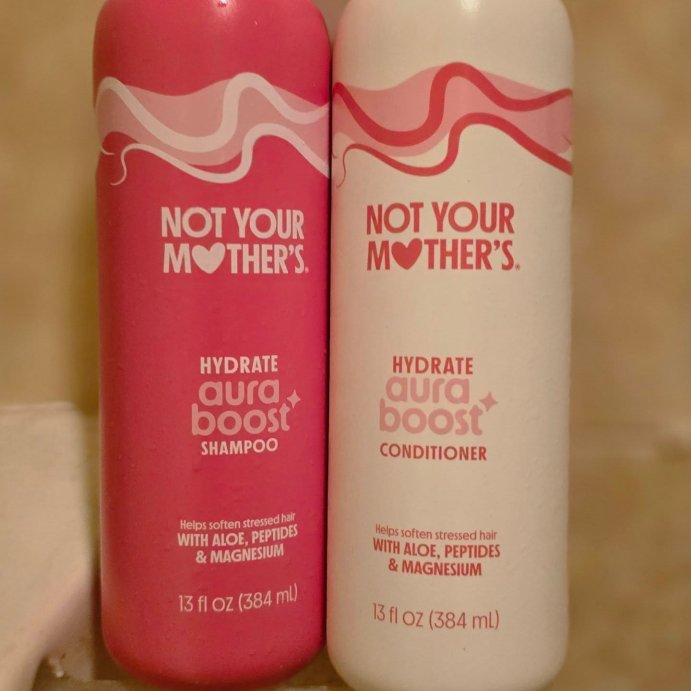 NOT YOUR
M♥THER'S®
HYDRATE
aura
boost
SHAMPOO
Helps soften stressed hair
WITH ALOE, PEPTIDES
& MAGNESIUM
13 fl oz (384 mL)
NOT YOUR
M♥THER'S®
HYDRATE
aura
boost
CONDITIONER
Helps soften stressed hair
WITH ALOE, PEPTIDES
& MAGNESIUM
13 fl oz (384 mL)